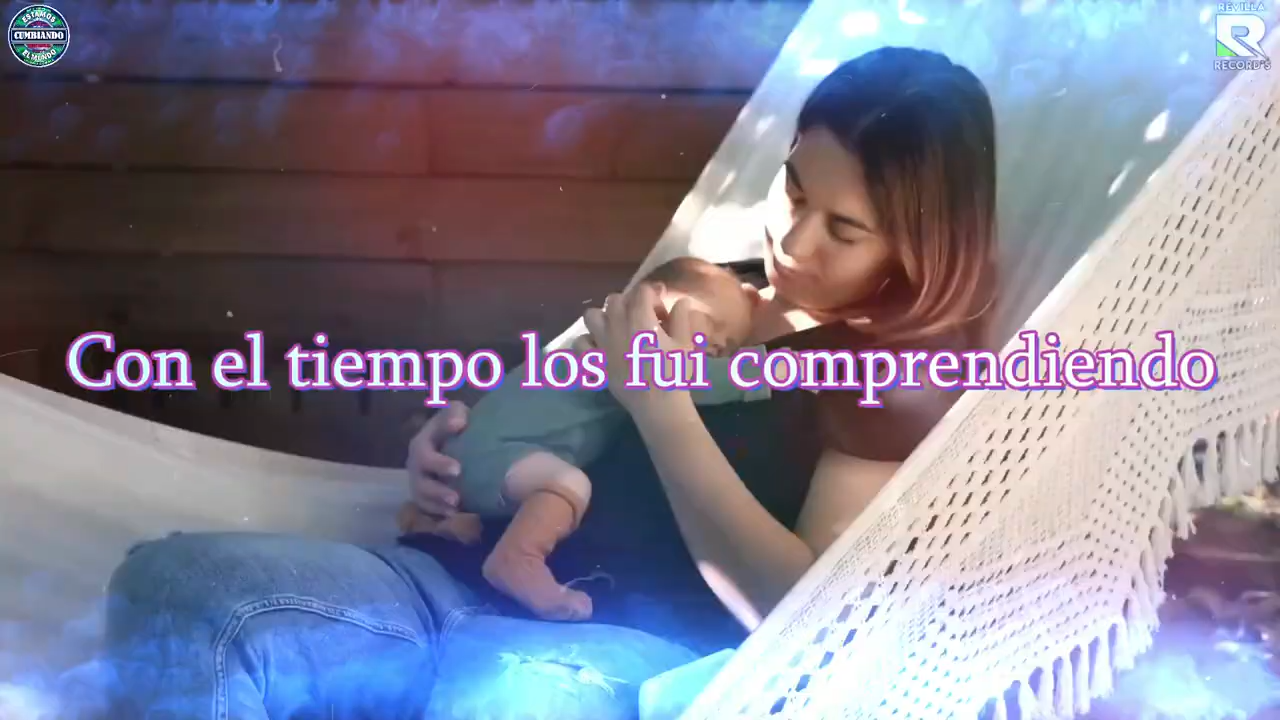 ESTAMOS
CUMBIANDO
EL MUNDO
REVILLA
R
RECORD'S
Con el tiempo los fui comprendiendo